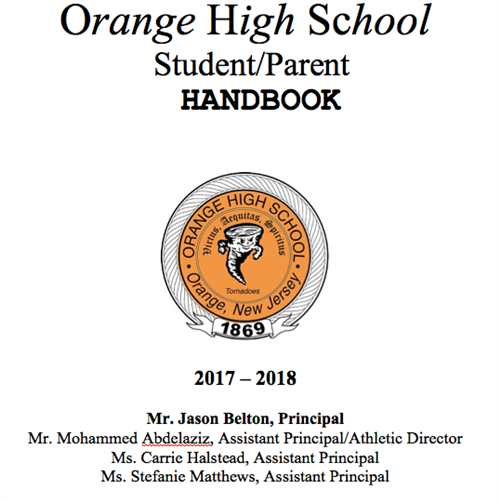 Orange High School
Student/Parent
HANDBOOK
ORANGE HIGH SCHOOL
Virtus, Aequitas, Spiritus
Tornadoes
Orange, New Jersey
1869
2017 – 2018
Mr. Jason Belton, Principal
Mr. Mohammed Abdelaziz, Assistant Principal/Athletic Director
Ms. Carrie Halstead, Assistant Principal
Ms. Stefanie Matthews, Assistant Principal